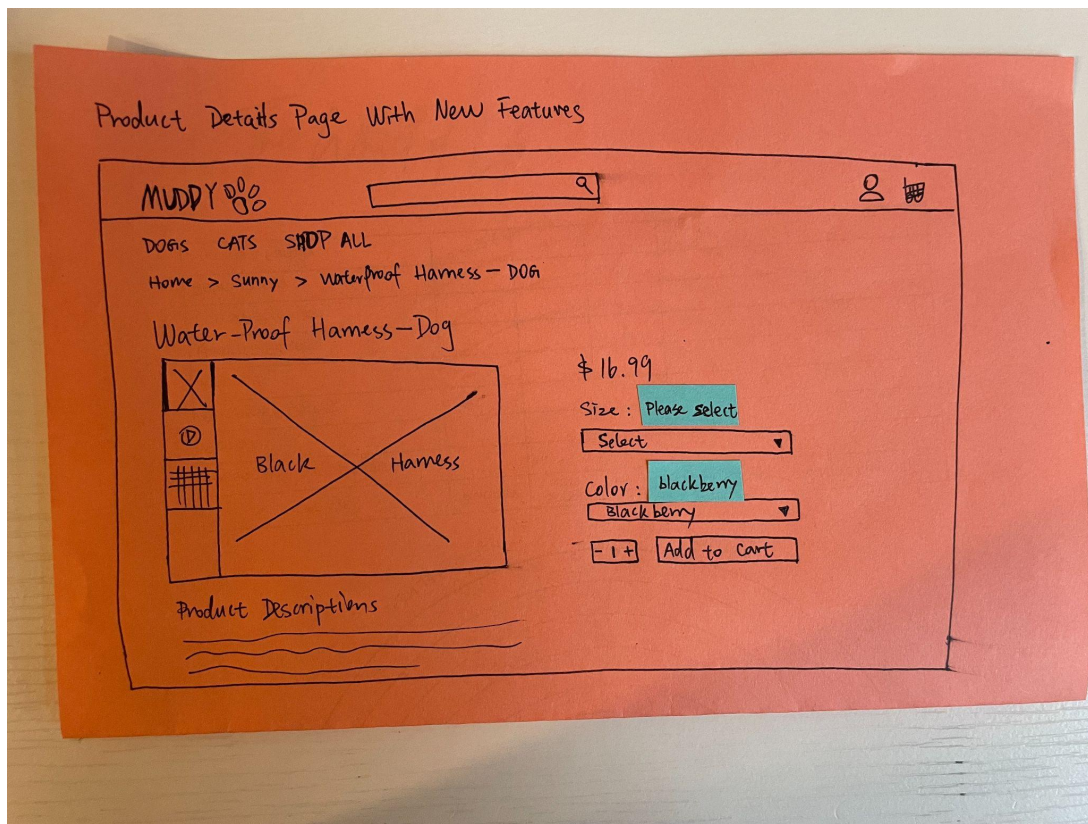 Product Details Page With New Features
MUDDY
DOGS CATS SHOP ALL
Home > Sunny > Waterproof Harness - DOG
Water-Proof Harness-Dog
$16.99
Size: Please select
Select
Black Harness
Color: blackberry
Blackberry
- 1 + Add to Cart
Product Descriptions